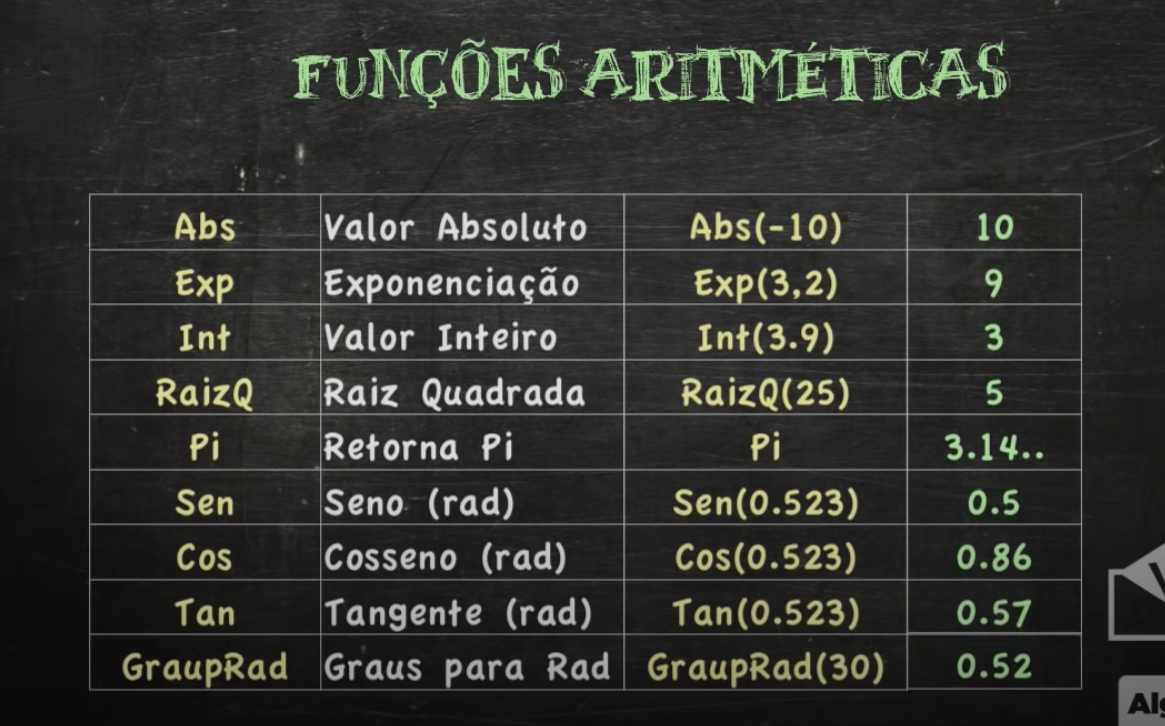 FUNÇÕES ARITMÉTICAS
Abs Valor Absoluto Abs(-10) 10
Exp Exponenciação Exp(3,2) 9
Int Valor Inteiro Int(3.9) 3
RaizQ Raiz Quadrada RaizQ(25) 5
Pi Retorna Pi Pi 3.14..
Sen Seno (rad) Sen(0.523) 0.5
Cos Cosseno (rad) Cos(0.523) 0.86
Tan Tangente (rad) Tan(0.523) 0.57
GraupRad Graus para Rad GraupRad(30) 0.52